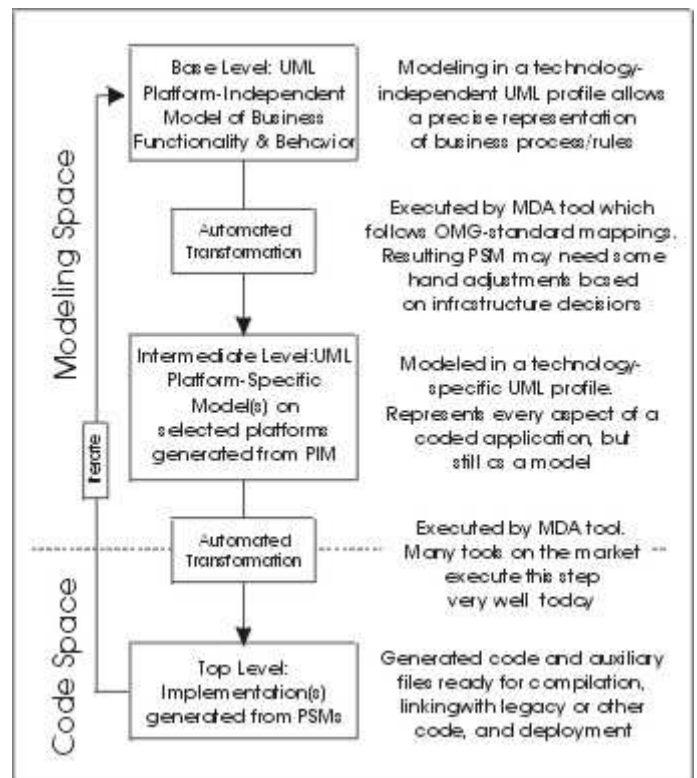 Base Level: UML
Platform-Independent
Model of Business
Functionality & Behavior
Modeling in a technology-
independent UML profile allows
a precise representation
of business process/rules
Automated
Transformation
Executed by MDA tool which
follows OMG-standard mappings.
Resulting PSM may need some
hand adjustments based
on infrastructure decisions
Intermediate Level:UML
Platform-Specific
Model(s) on
selected platforms
generated from PIM
Modeled in a technology-
specific UML profile.
Represents every aspect of a
coded application, but
still as a model
Automated
Transformation
Executed by MDA tool.
Many tools on the market
execute this step
very well today
Top Level:
Implementation(s)
generated from PSMs
Generated code and auxiliary
files ready for compilation,
linkingwith legacy or other
code, and deployment
Modeling Space
Iterate
Code Space